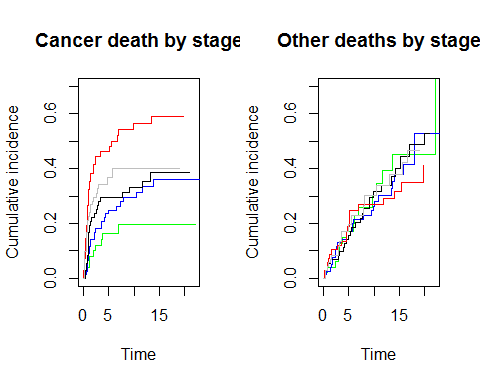 Cancer death by stage
Cumulative incidence
0.0 0.2 0.4 0.6
0 5 15
Time
Other deaths by stage
Cumulative incidence
0.0 0.2 0.4 0.6
0 5 15
Time